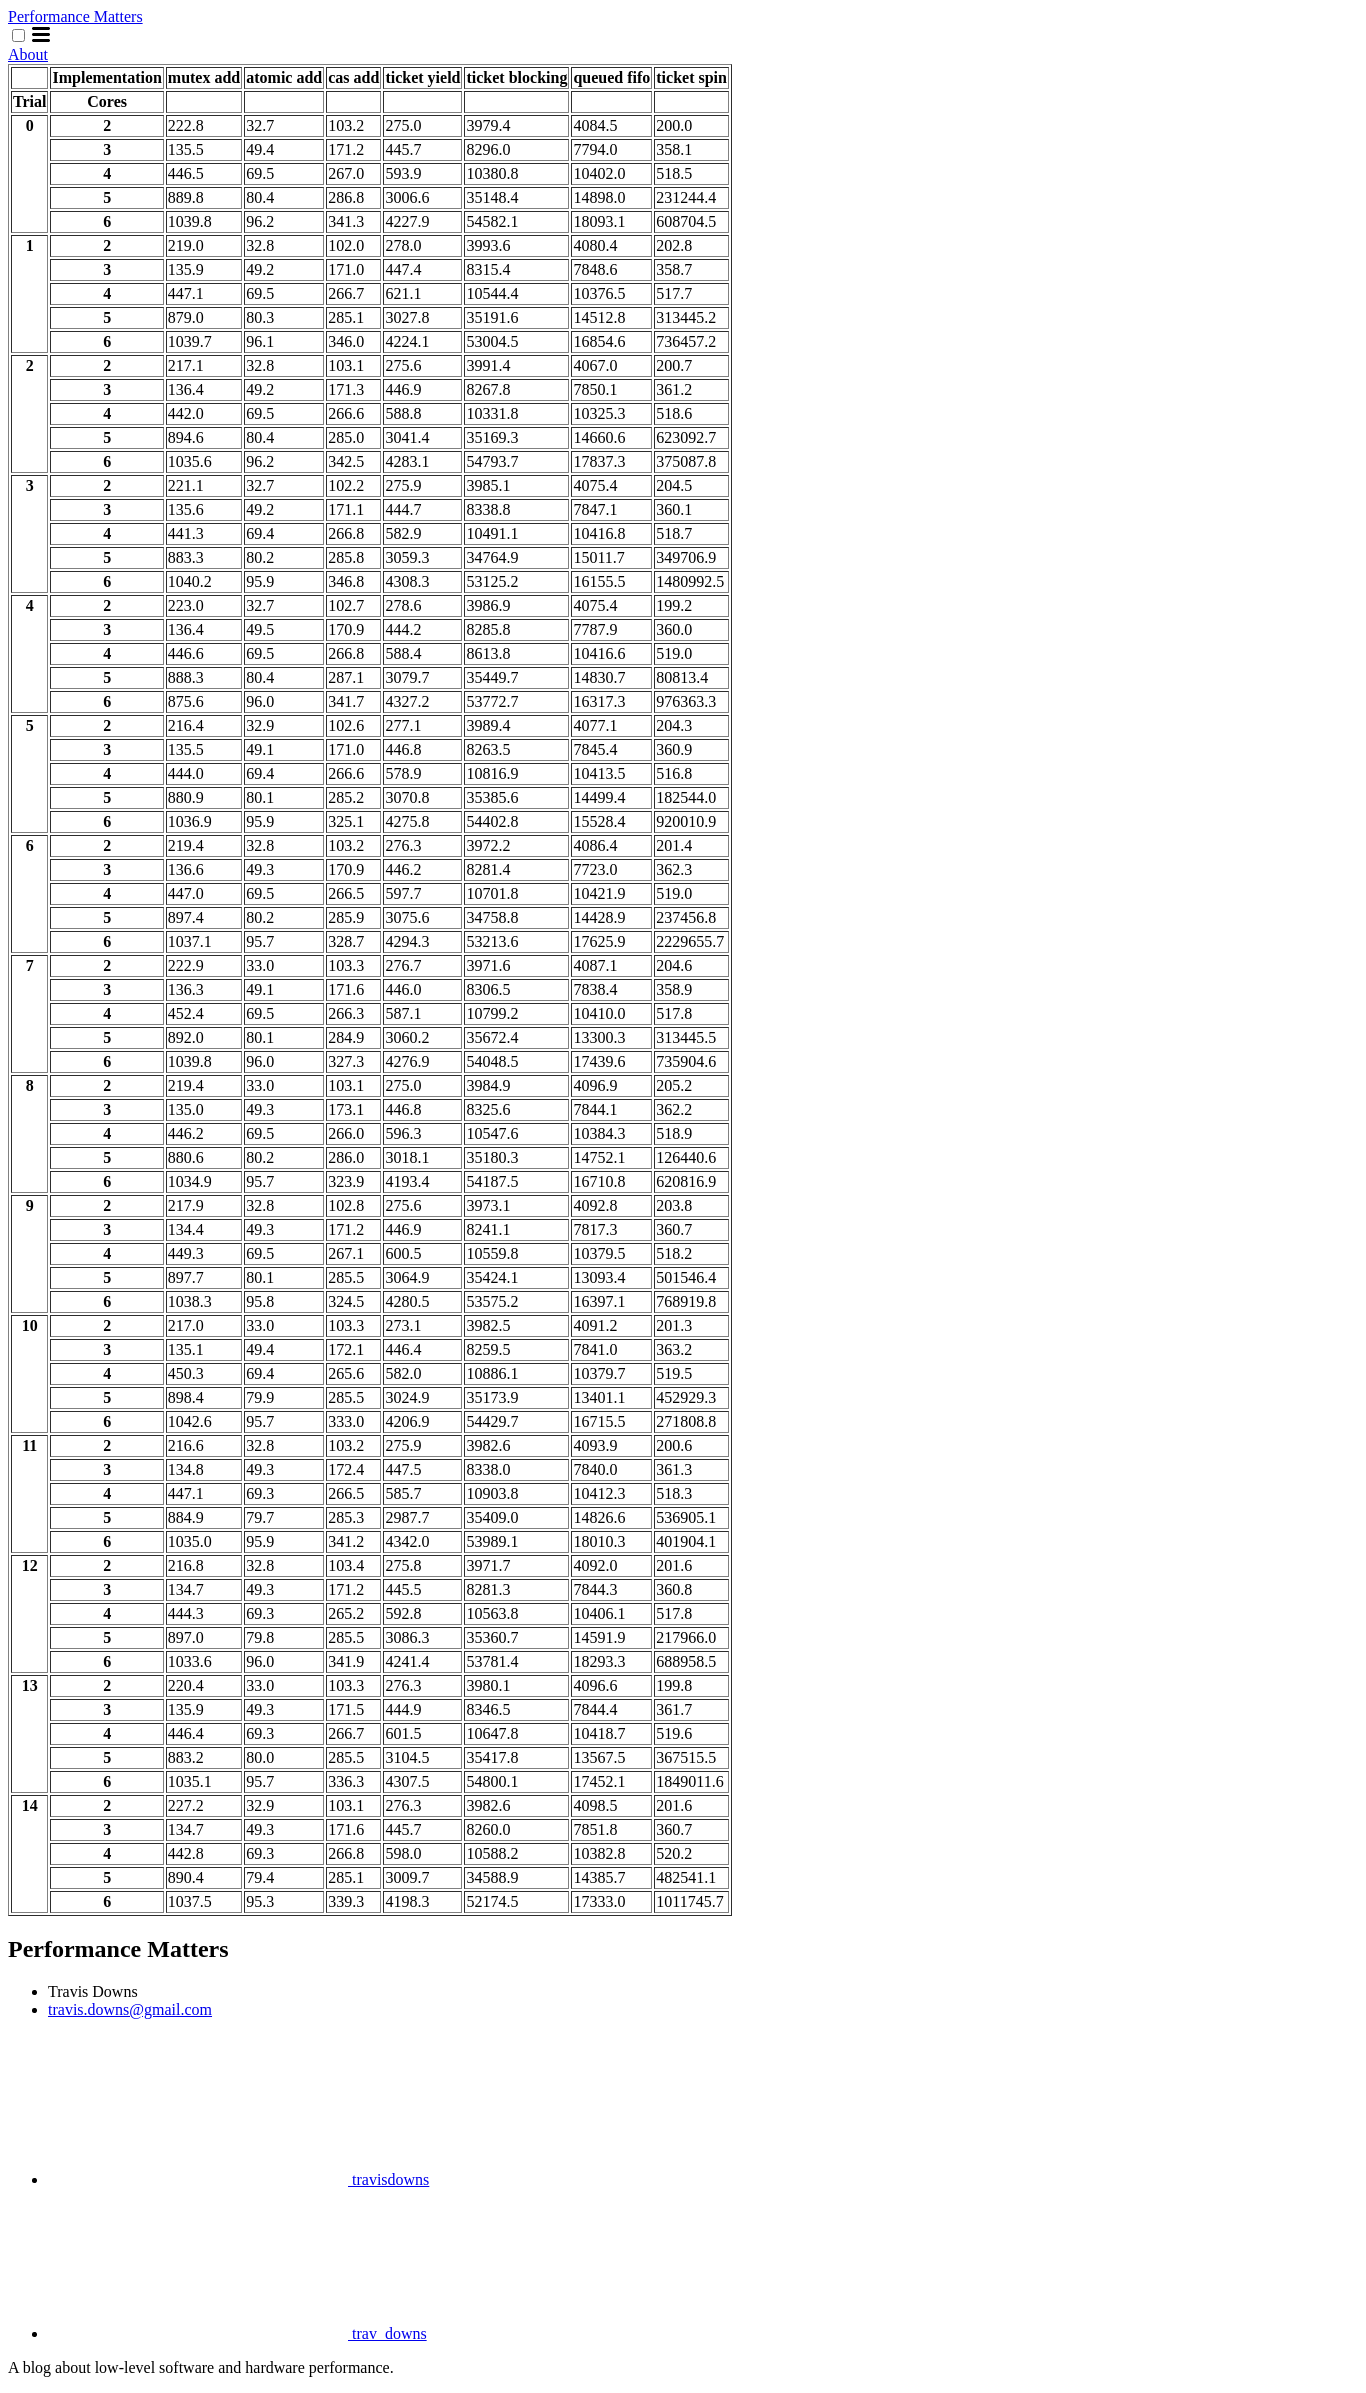 Performance Matters
About
Implementation mutex add atomic add cas add ticket yield ticket blocking queued fifo ticket spin
Trial Cores
0 2 222.8 32.7 103.2 275.0 3979.4 4084.5 200.0
3 135.5 49.4 171.2 445.7 8296.0 7794.0 358.1
4 446.5 69.5 267.0 593.9 10380.8 10402.0 518.5
5 889.8 80.4 286.8 3006.6 35148.4 14898.0 231244.4
6 1039.8 96.2 341.3 4227.9 54582.1 18093.1 608704.5
1 2 219.0 32.8 102.0 278.0 3993.6 4080.4 202.8
3 135.9 49.2 171.0 447.4 8315.4 7848.6 358.7
4 447.1 69.5 266.7 621.1 10544.4 10376.5 517.7
5 879.0 80.3 285.1 3027.8 35191.6 14512.8 313445.2
6 1039.7 96.1 346.0 4224.1 53004.5 16854.6 736457.2
2 2 217.1 32.8 103.1 275.6 3991.4 4067.0 200.7
3 136.4 49.2 171.3 446.9 8267.8 7850.1 361.2
4 442.0 69.5 266.6 588.8 10331.8 10325.3 518.6
5 894.6 80.4 285.0 3041.4 35169.3 14660.6 623092.7
6 1035.6 96.2 342.5 4283.1 54793.7 17837.3 375087.8
3 2 221.1 32.7 102.2 275.9 3985.1 4075.4 204.5
3 135.6 49.2 171.1 444.7 8338.8 7847.1 360.1
4 441.3 69.4 266.8 582.9 10491.1 10416.8 518.7
5 883.3 80.2 285.8 3059.3 34764.9 15011.7 349706.9
6 1040.2 95.9 346.8 4308.3 53125.2 16155.5 1480992.5
4 2 223.0 32.7 102.7 278.6 3986.9 4075.4 199.2
3 136.4 49.5 170.9 444.2 8285.8 7787.9 360.0
4 446.6 69.5 266.8 588.4 8613.8 10416.6 519.0
5 888.3 80.4 287.1 3079.7 35449.7 14830.7 80813.4
6 875.6 96.0 341.7 4327.2 53772.7 16317.3 976363.3
5 2 216.4 32.9 102.6 277.1 3989.4 4077.1 204.3
3 135.5 49.1 171.0 446.8 8263.5 7845.4 360.9
4 444.0 69.4 266.6 578.9 10816.9 10413.5 516.8
5 880.9 80.1 285.2 3070.8 35385.6 14499.4 182544.0
6 1036.9 95.9 325.1 4275.8 54402.8 15528.4 920010.9
6 2 219.4 32.8 103.2 276.3 3972.2 4086.4 201.4
3 136.6 49.3 170.9 446.2 8281.4 7723.0 362.3
4 447.0 69.5 266.5 597.7 10701.8 10421.9 519.0
5 897.4 80.2 285.9 3075.6 34758.8 14428.9 237456.8
6 1037.1 95.7 328.7 4294.3 53213.6 17625.9 2229655.7
7 2 222.9 33.0 103.3 276.7 3971.6 4087.1 204.6
3 136.3 49.1 171.6 446.0 8306.5 7838.4 358.9
4 452.4 69.5 266.3 587.1 10799.2 10410.0 517.8
5 892.0 80.1 284.9 3060.2 35672.4 13300.3 313445.5
6 1039.8 96.0 327.3 4276.9 54048.5 17439.6 735904.6
8 2 219.4 33.0 103.1 275.0 3984.9 4096.9 205.2
3 135.0 49.3 173.1 446.8 8325.6 7844.1 362.2
4 446.2 69.5 266.0 596.3 10547.6 10384.3 518.9
5 880.6 80.2 286.0 3018.1 35180.3 14752.1 126440.6
6 1034.9 95.7 323.9 4193.4 54187.5 16710.8 620816.9
9 2 217.9 32.8 102.8 275.6 3973.1 4092.8 203.8
3 134.4 49.3 171.2 446.9 8241.1 7817.3 360.7
4 449.3 69.5 267.1 600.5 10559.8 10379.5 518.2
5 897.7 80.1 285.5 3064.9 35424.1 13093.4 501546.4
6 1038.3 95.8 324.5 4280.5 53575.2 16397.1 768919.8
10 2 217.0 33.0 103.3 273.1 3982.5 4091.2 201.3
3 135.1 49.4 172.1 446.4 8259.5 7841.0 363.2
4 450.3 69.4 265.6 582.0 10886.1 10379.7 519.5
5 898.4 79.9 285.5 3024.9 35173.9 13401.1 452929.3
6 1042.6 95.7 333.0 4206.9 54429.7 16715.5 271808.8
11 2 216.6 32.8 103.2 275.9 3982.6 4093.9 200.6
3 134.8 49.3 172.4 447.5 8338.0 7840.0 361.3
4 447.1 69.3 266.5 585.7 10903.8 10412.3 518.3
5 884.9 79.7 285.3 2987.7 35409.0 14826.6 536905.1
6 1035.0 95.9 341.2 4342.0 53989.1 18010.3 401904.1
12 2 216.8 32.8 103.4 275.8 3971.7 4092.0 201.6
3 134.7 49.3 171.2 445.5 8281.3 7844.3 360.8
4 444.3 69.3 265.2 592.8 10563.8 10406.1 517.8
5 897.0 79.8 285.5 3086.3 35360.7 14591.9 217966.0
6 1033.6 96.0 341.9 4241.4 53781.4 18293.3 688958.5
13 2 220.4 33.0 103.3 276.3 3980.1 4096.6 199.8
3 135.9 49.3 171.5 444.9 8346.5 7844.4 361.7
4 446.4 69.3 266.7 601.5 10647.8 10418.7 519.6
5 883.2 80.0 285.5 3104.5 35417.8 13567.5 367515.5
6 1035.1 95.7 336.3 4307.5 54800.1 17452.1 1849011.6
14 2 227.2 32.9 103.1 276.3 3982.6 4098.5 201.6
3 134.7 49.3 171.6 445.7 8260.0 7851.8 360.7
4 442.8 69.3 266.8 598.0 10588.2 10382.8 520.2
5 890.4 79.4 285.1 3009.7 34588.9 14385.7 482541.1
6 1037.5 95.3 339.3 4198.3 52174.5 17333.0 1011745.7
Performance Matters
Travis Downs
travis.downs@gmail.com
travisdowns
trav_downs
A blog about low-level software and hardware performance.